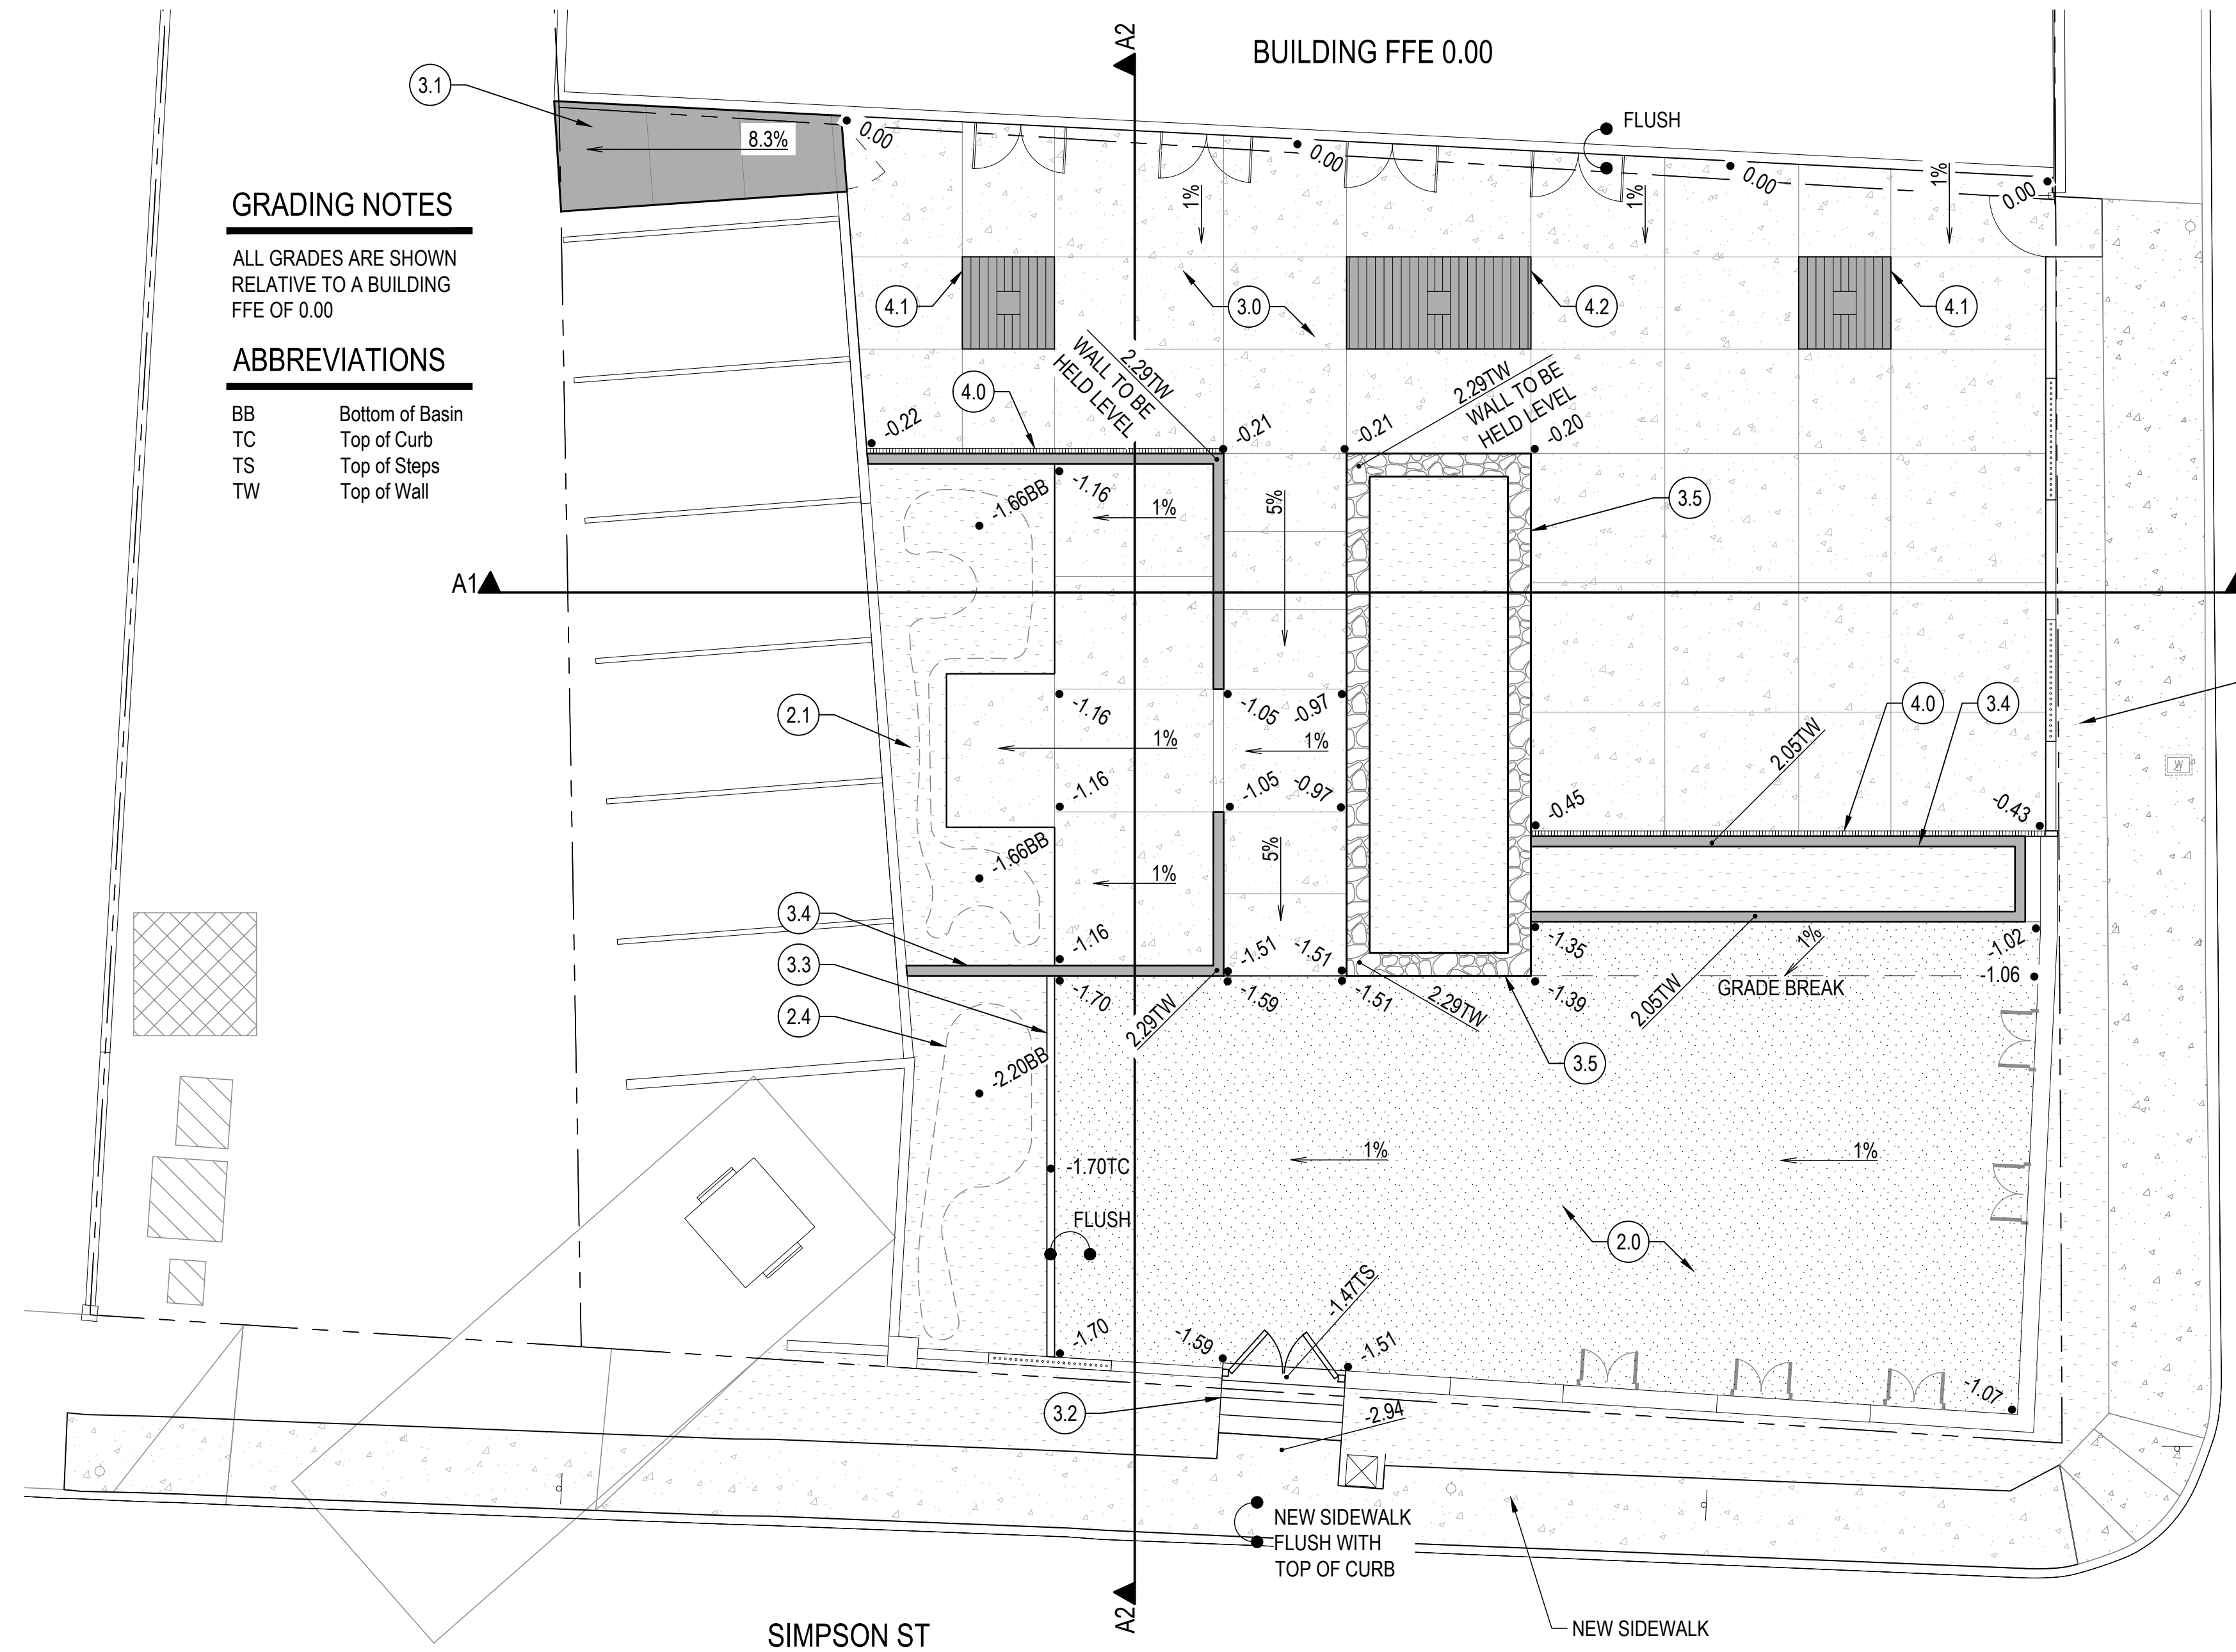 A2
BUILDING FFE 0.00
3.1
8.3%
0.00
0.00
FLUSH
0.00
0.00
1%
1%
1%
GRADING NOTES
ALL GRADES ARE SHOWN
RELATIVE TO A BUILDING
FFE OF 0.00
ABBREVIATIONS
BB Bottom of Basin
TC Top of Curb
TS Top of Steps
TW Top of Wall
4.1
3.0
4.2
4.1
4.0
2.29TW
WALL TO BE
HELD LEVEL
2.29TW
WALL TO BE
HELD LEVEL
-0.22
-0.21
-0.21
-0.20
-1.66BB
-1.16
1%
5%
3.5
A1
2.1
-1.16
-1.05
-0.97
1%
1%
4.0
3.4
2.05TW
W
-1.16
-1.05
-0.97
-0.45
-0.43
-1.66BB
1%
5%
3.4
-1.16
-1.51
-1.51
-1.35
1%
-1.02
3.3
-1.70
-1.59
-1.51
2.29TW
-1.39
GRADE BREAK
-1.06
2.4
2.29TW
2.05TW
-2.20BB
3.5
-1.70TC
1%
1%
FLUSH
2.0
-1.47TS
-1.70
-1.59
-1.51
-1.07
3.2
-2.94
NEW SIDEWALK
FLUSH WITH
TOP OF CURB
A2
SIMPSON ST
NEW SIDEWALK